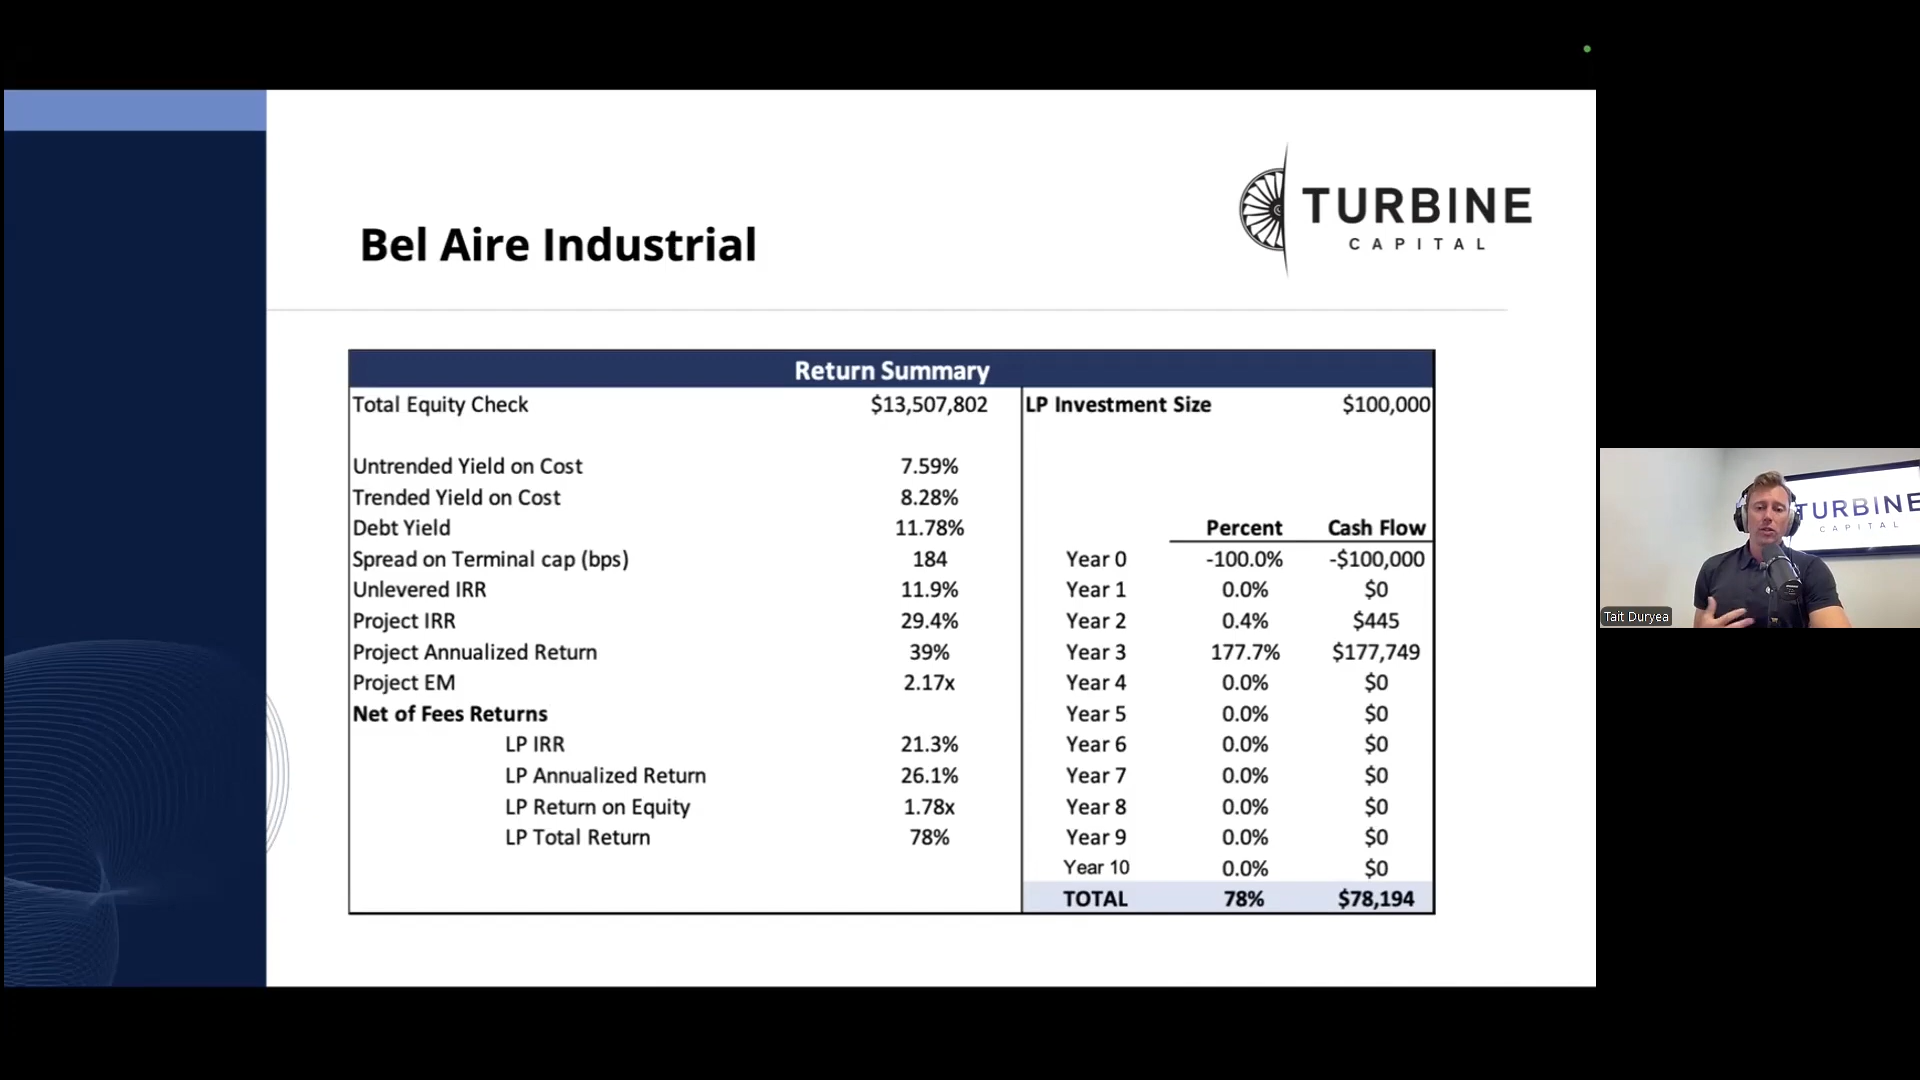 TURBINE
CAPITAL
Bel Aire Industrial
Return Summary
Total Equity Check $13,507,802 LP Investment Size $100,000
Untrended Yield on Cost 7.59%
Trended Yield on Cost 8.28%
Debt Yield 11.78% Percent Cash Flow
Spread on Terminal cap (bps) 184 Year 0 -100.0% -$100,000
Unlevered IRR 11.9% Year 1 0.0% $0
Project IRR 29.4% Year 2 0.4% $445
Project Annualized Return 39% Year 3 177.7% $177,749
Project EM 2.17x Year 4 0.0% $0
Net of Fees Returns Year 5 0.0% $0
LP IRR 21.3% Year 6 0.0% $0
LP Annualized Return 26.1% Year 7 0.0% $0
LP Return on Equity 1.78x Year 8 0.0% $0
LP Total Return 78% Year 9 0.0% $0
Year 10 0.0% $0
TOTAL 78% $78,194
TURBINE
CAPITAL
Tait Duryea